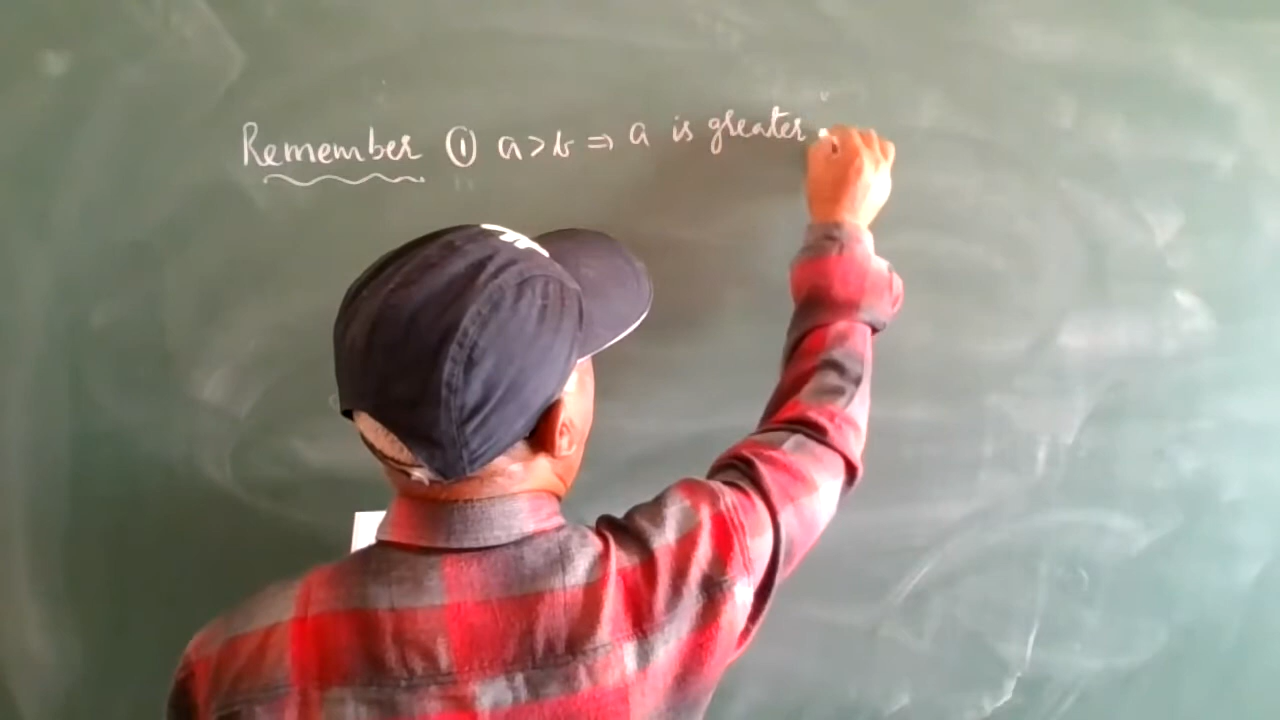 Remember ① a > b ⇒ a is greater